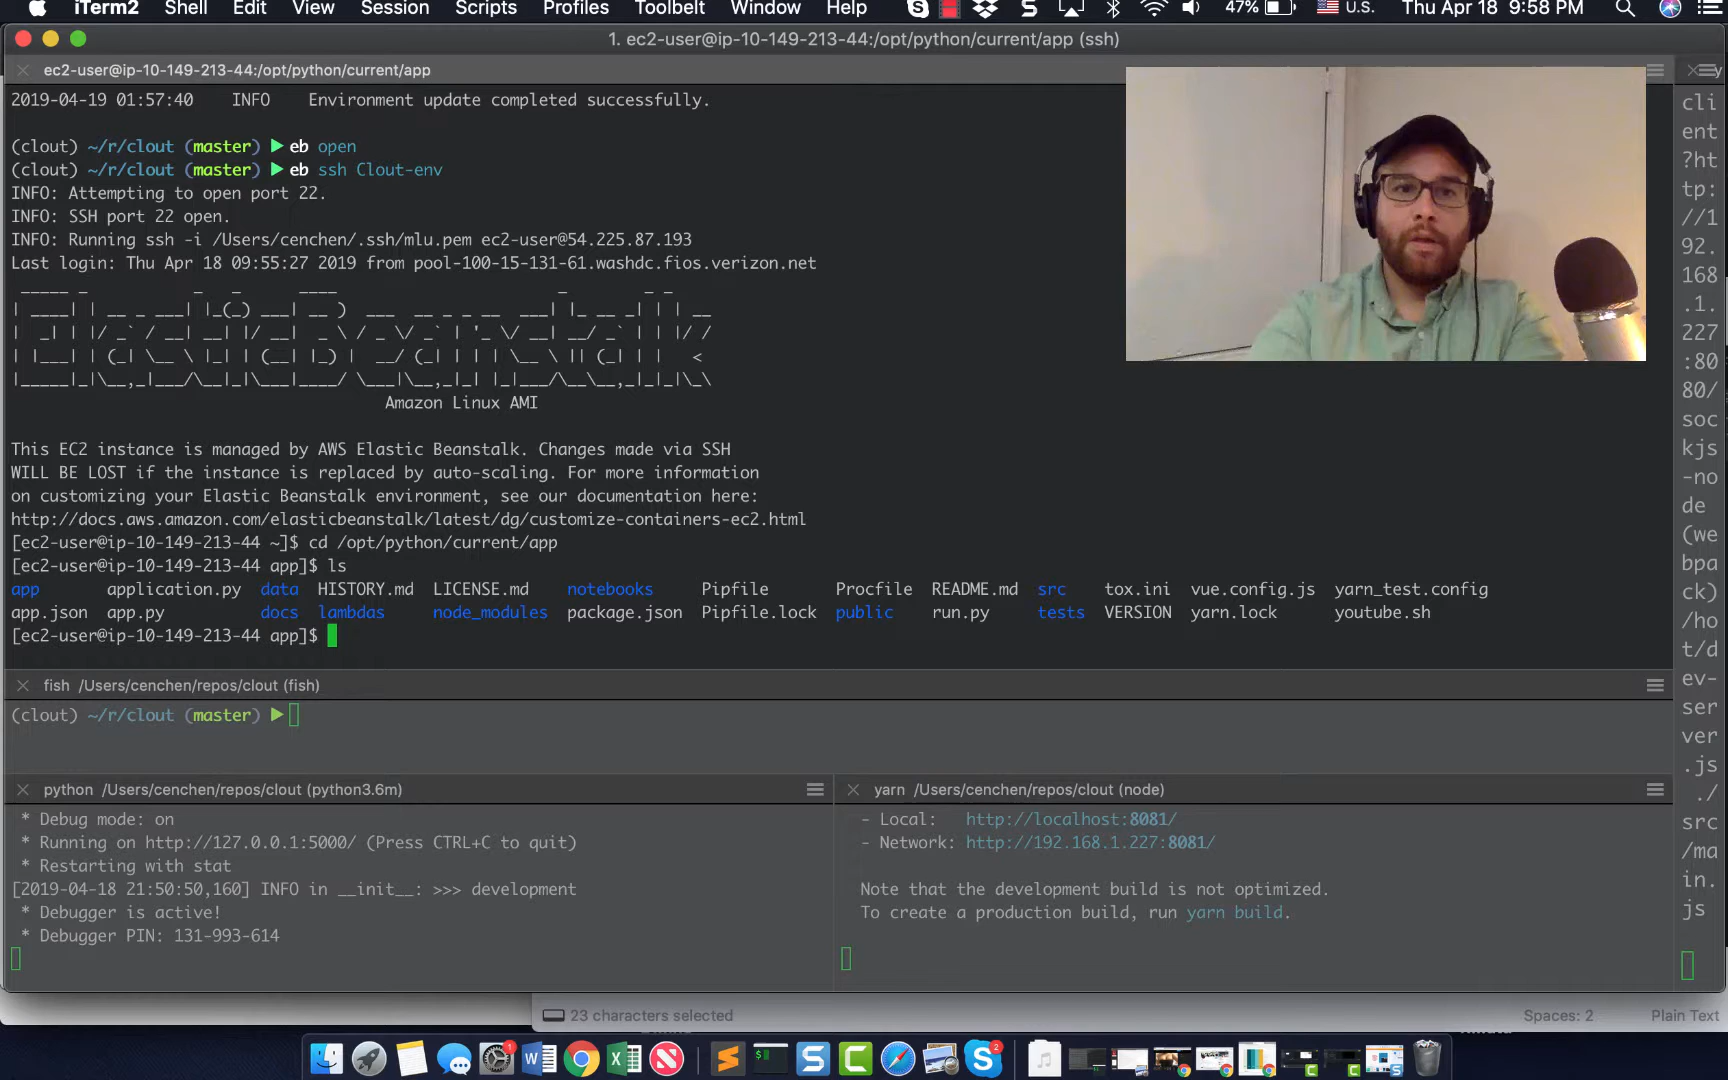 iTerm2 Shell Edit View Session Scripts Profiles Toolbelt Window Help 47% U.S. Thu Apr 18 9:58 PM
1. ec2-user@ip-10-149-213-44:/opt/python/current/app (ssh)
ec2-user@ip-10-149-213-44:/opt/python/current/app
2019-04-19 01:57:40 INFO Environment update completed successfully.
(clout) ~/r/clout (master) ▶ eb open
(clout) ~/r/clout (master) ▶ eb ssh Clout-env
INFO: Attempting to open port 22.
INFO: SSH port 22 open.
INFO: Running ssh -i /Users/cenchen/.ssh/mlu.pem ec2-user@54.225.87.193
Last login: Thu Apr 18 09:55:27 2019 from pool-100-15-131-61.washdc.fios.verizon.net
ElasticBeanstalk
Amazon Linux AMI
This EC2 instance is managed by AWS Elastic Beanstalk. Changes made via SSH
WILL BE LOST if the instance is replaced by auto-scaling. For more information
on customizing your Elastic Beanstalk environment, see our documentation here:
http://docs.aws.amazon.com/elasticbeanstalk/latest/dg/customize-containers-ec2.html
[ec2-user@ip-10-149-213-44 ~]$ cd /opt/python/current/app
[ec2-user@ip-10-149-213-44 app]$ ls
app application.py data HISTORY.md LICENSE.md notebooks Pipfile Procfile README.md src tox.ini vue.config.js yarn_test.config
app.json app.py docs lambdas node_modules package.json Pipfile.lock public run.py tests VERSION yarn.lock youtube.sh
[ec2-user@ip-10-149-213-44 app]$
fish /Users/cenchen/repos/clout (fish)
(clout) ~/r/clout (master) ▶
python /Users/cenchen/repos/clout (python3.6m)
* Debug mode: on
* Running on http://127.0.0.1:5000/ (Press CTRL+C to quit)
* Restarting with stat
[2019-04-18 21:50:50,160] INFO in __init__: >>> development
* Debugger is active!
* Debugger PIN: 131-993-614
yarn /Users/cenchen/repos/clout (node)
- Local: http://localhost:8081/
- Network: http://192.168.1.227:8081/
Note that the development build is not optimized.
To create a production build, run yarn build.
y
cli
ent
?ht
tp:
//1
92.
168
.1.
227
:80
80/
soc
kjs
-no
de
(we
bpa
ck)
/ho
t/d
ev-
ser
ver
.js
./
src
/ma
in.
js
23 characters selected
Spaces: 2
Plain Text